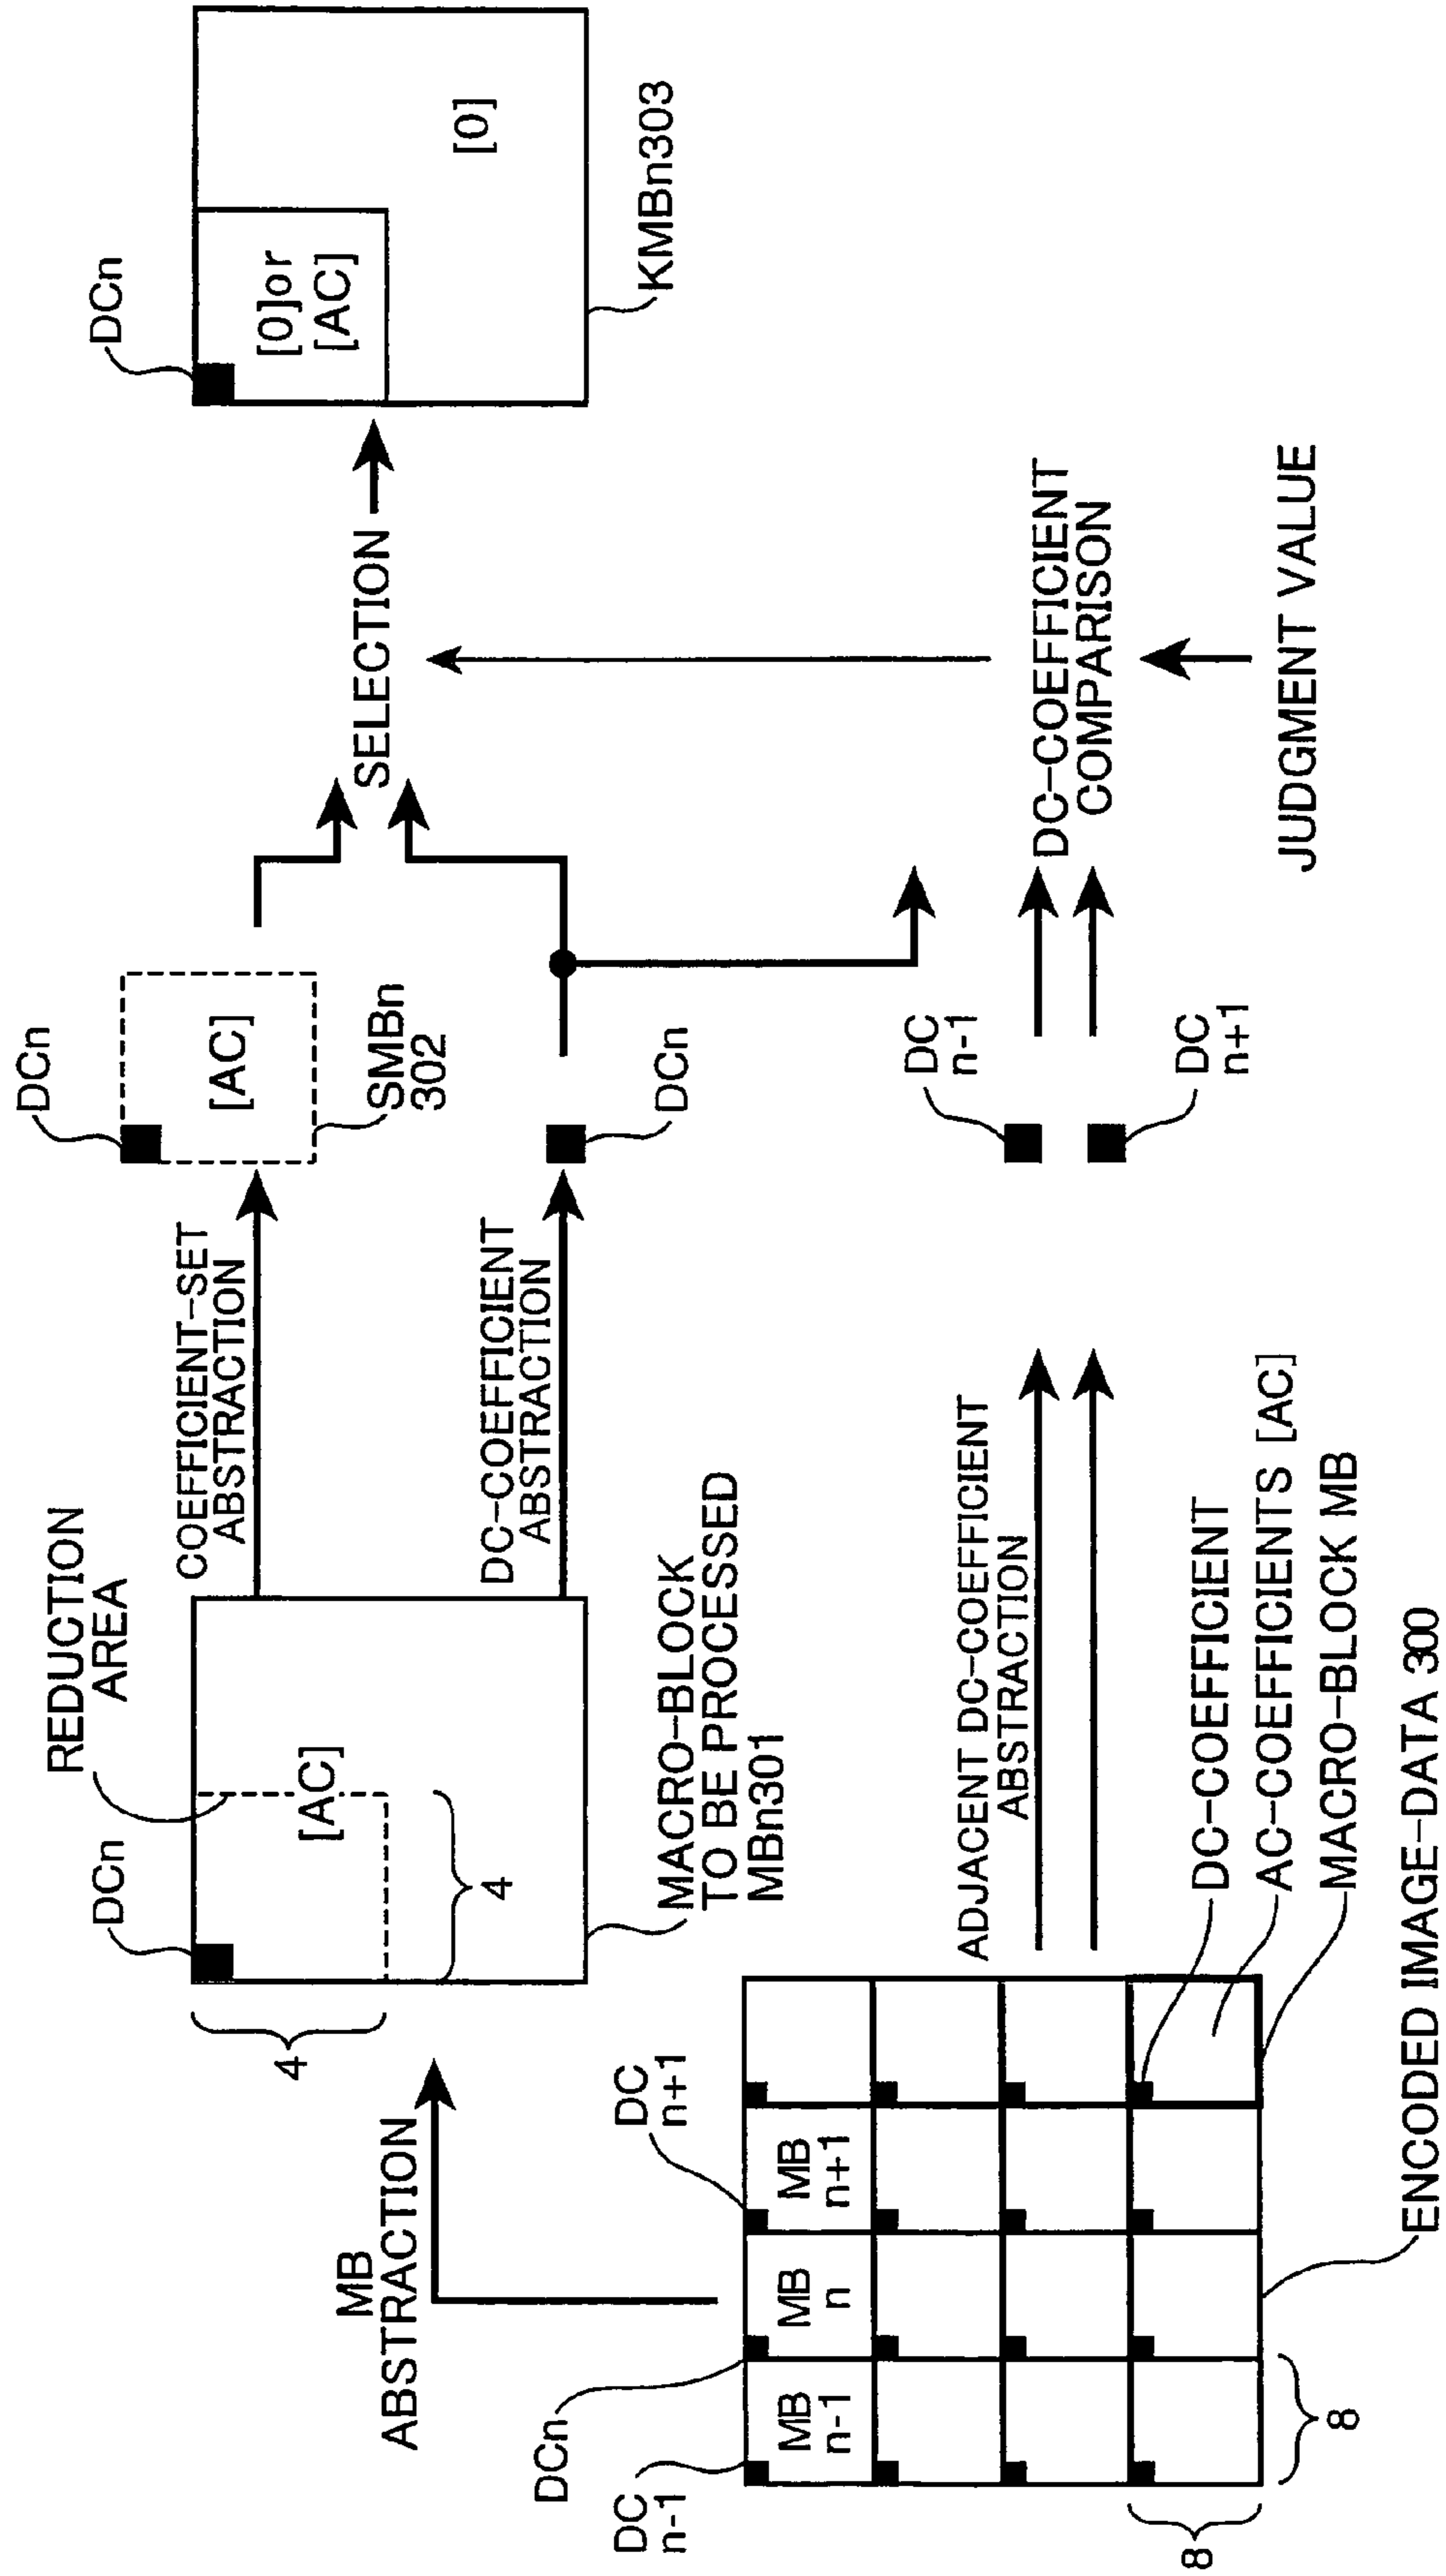 DCn
REDUCTION
AREA
[AC]
4
4
MACRO-BLOCK
TO BE PROCESSED
MBn301
COEFFICIENT-SET
ABSTRACTION
DC-COEFFICIENT
ABSTRACTION
DCn
[AC]
SMBn
302
DCn
SELECTION
DCn
[0]or
[AC]
[0]
KMBn303
MB
ABSTRACTION
DC
n-1
DCn
DC
n+1
MB
n-1
MB
n
MB
n+1
8
8
ADJACENT DC-COEFFICIENT
ABSTRACTION
DC
n-1
DC
n+1
DC-COEFFICIENT
COMPARISON
JUDGMENT VALUE
DC-COEFFICIENT
AC-COEFFICIENTS [AC]
MACRO-BLOCK MB
ENCODED IMAGE-DATA 300